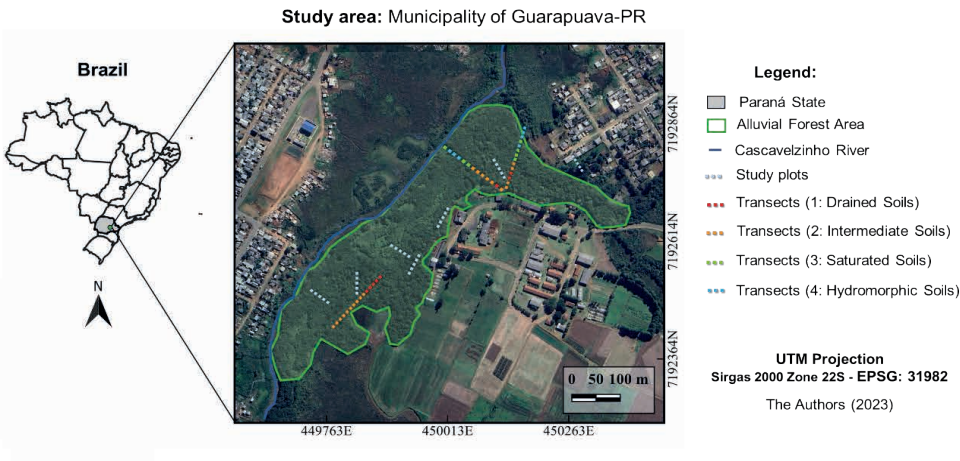 Study area: Municipality of Guarapuava-PR
Brazil
N
7192864N
7192614N
7192364N
449763E
450013E
450263E
0 50 100 m
Legend:
Paraná State
Alluvial Forest Area
Cascavelzinho River
Study plots
Transects (1: Drained Soils)
Transects (2: Intermediate Soils)
Transects (3: Saturated Soils)
Transects (4: Hydromorphic Soils)
UTM Projection
Sirgas 2000 Zone 22S - EPSG: 31982
The Authors (2023)